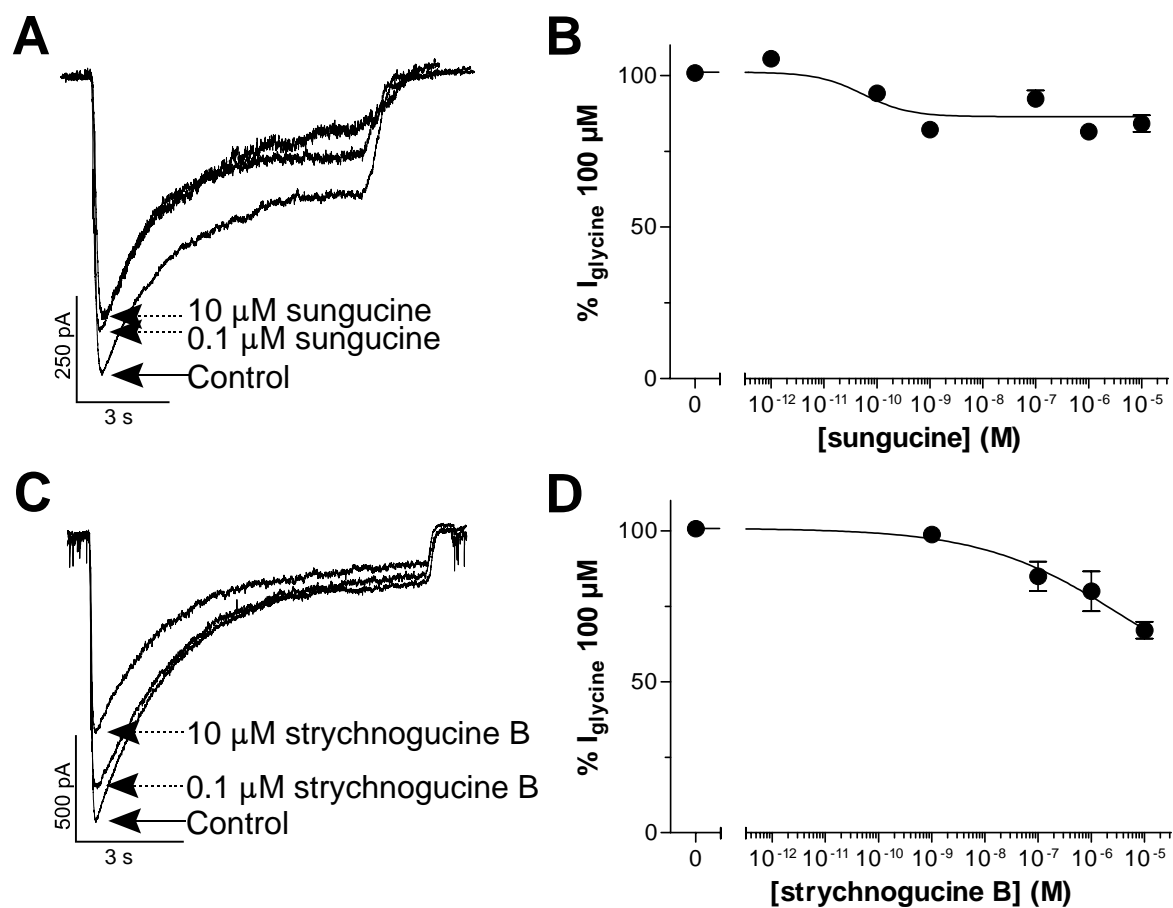 A
10 μM sungucine
0.1 μM sungucine
Control
250 pA
3 s
B
% Iglycine 100 μM
100
50
0
0 10-12 10-11 10-10 10-9 10-8 10-7 10-6 10-5
[sungucine] (M)
C
10 μM strychnogucine B
0.1 μM strychnogucine B
Control
500 pA
3 s
D
% Iglycine 100 μM
100
50
0
0 10-12 10-11 10-10 10-9 10-8 10-7 10-6 10-5
[strychnogucine B] (M)